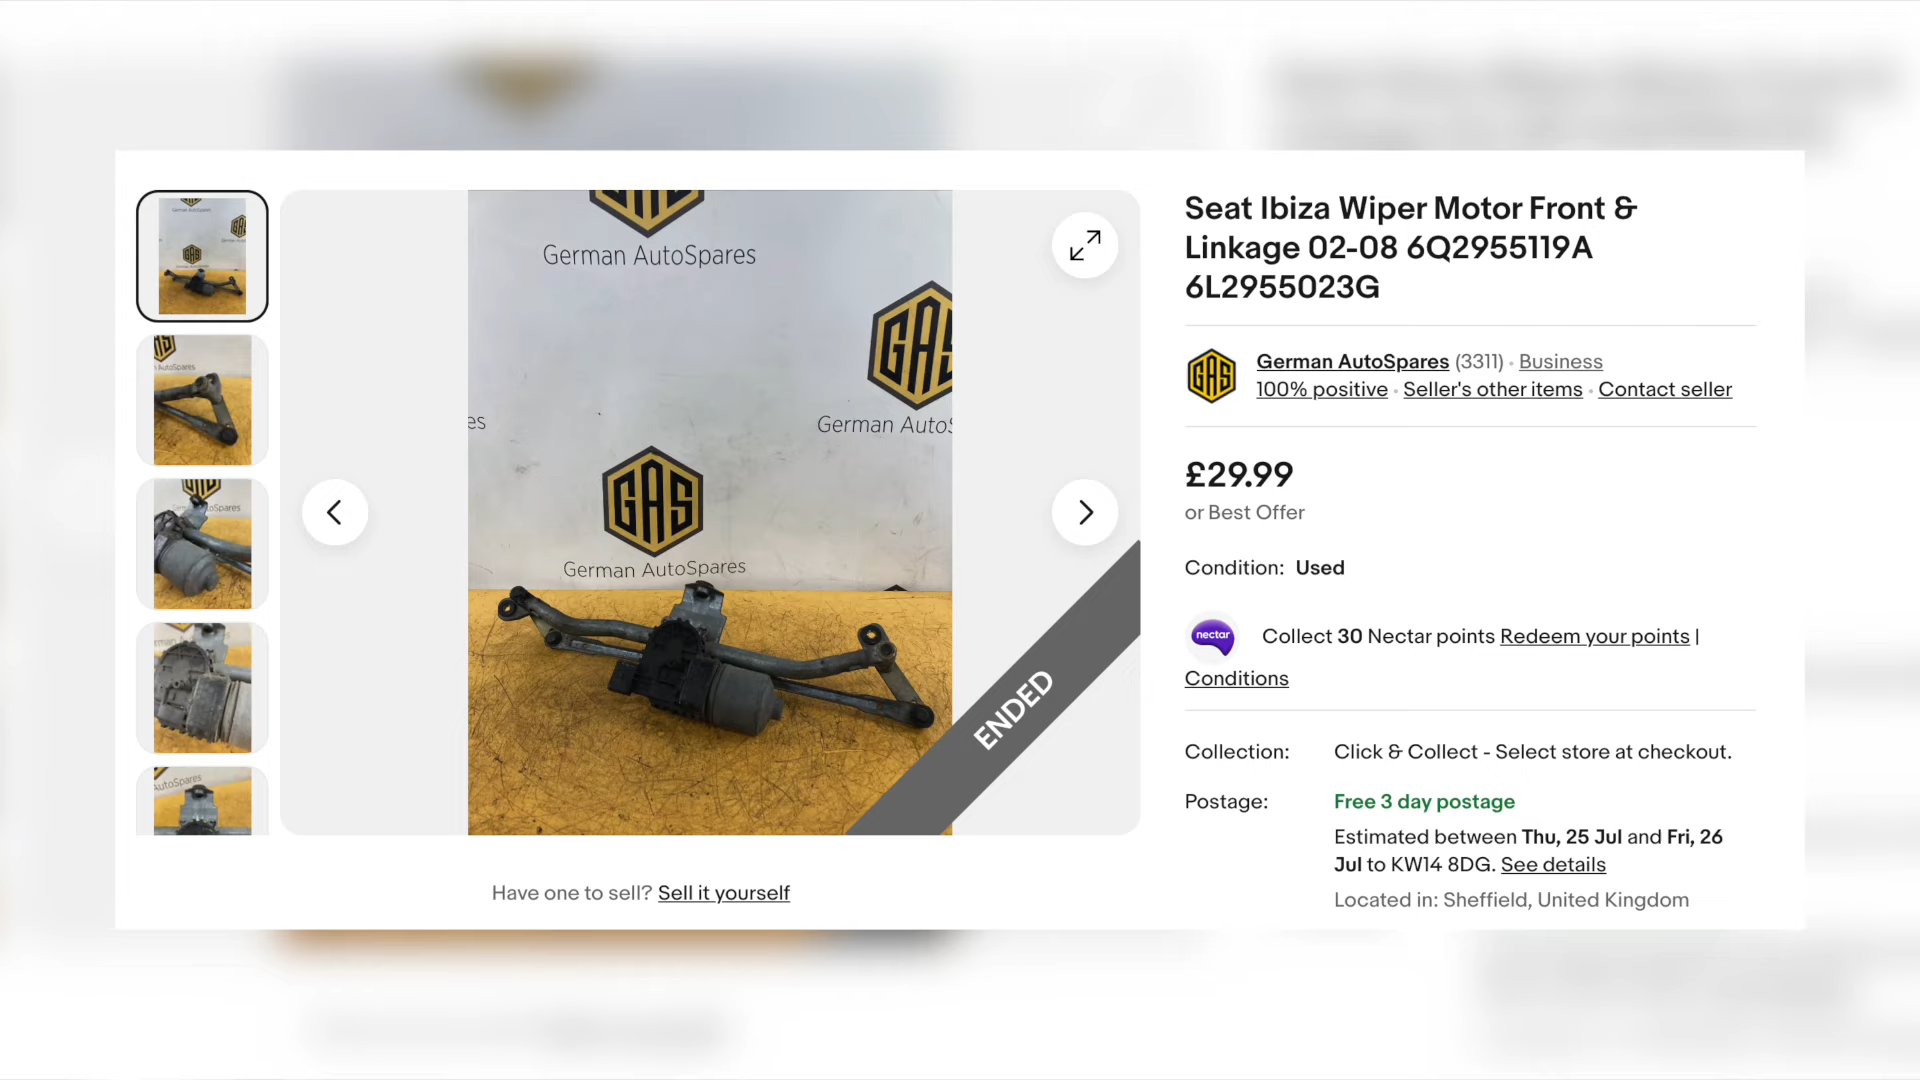 German AutoSpares
GAS
German Autos
es
GAS
German AutoSpares
ENDED
Have one to sell? Sell it yourself
Seat Ibiza Wiper Motor Front &
Linkage 02-08 6Q2955119A
6L2955023G
GAS
German AutoSpares (3311) · Business
100% positive · Seller's other items · Contact seller
£29.99
or Best Offer
Condition: Used
nectar
Collect 30 Nectar points Redeem your points |
Conditions
Collection: Click & Collect - Select store at checkout.
Postage: Free 3 day postage
Estimated between Thu, 25 Jul and Fri, 26
Jul to KW14 8DG. See details
Located in: Sheffield, United Kingdom